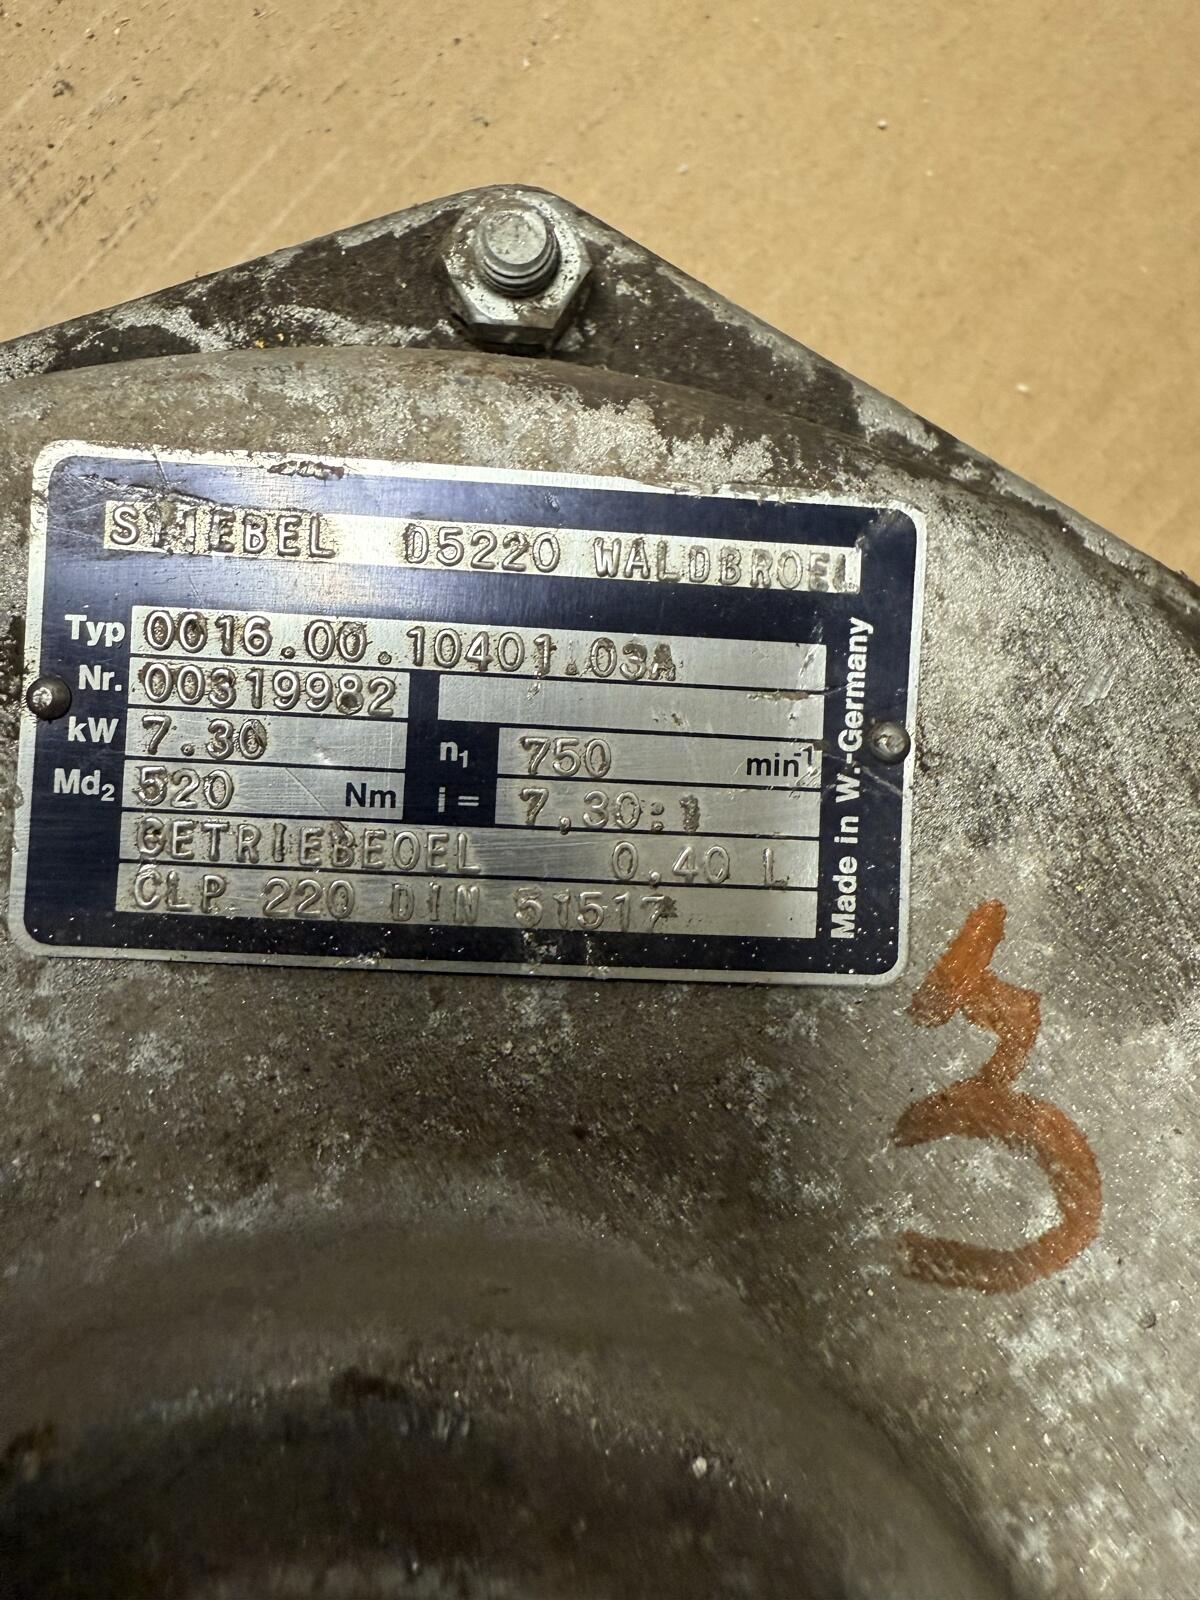 STIEBEL D5220 WALDBROEL
Typ 0016.00.10401.03A
Nr. 00319982
kW 7.30 n1 750 min-1
Md2 520 Nm i = 7,30:1
GETRIEBEOEL 0,40 L
CLP 220 DIN 51517
Made in W.-Germany